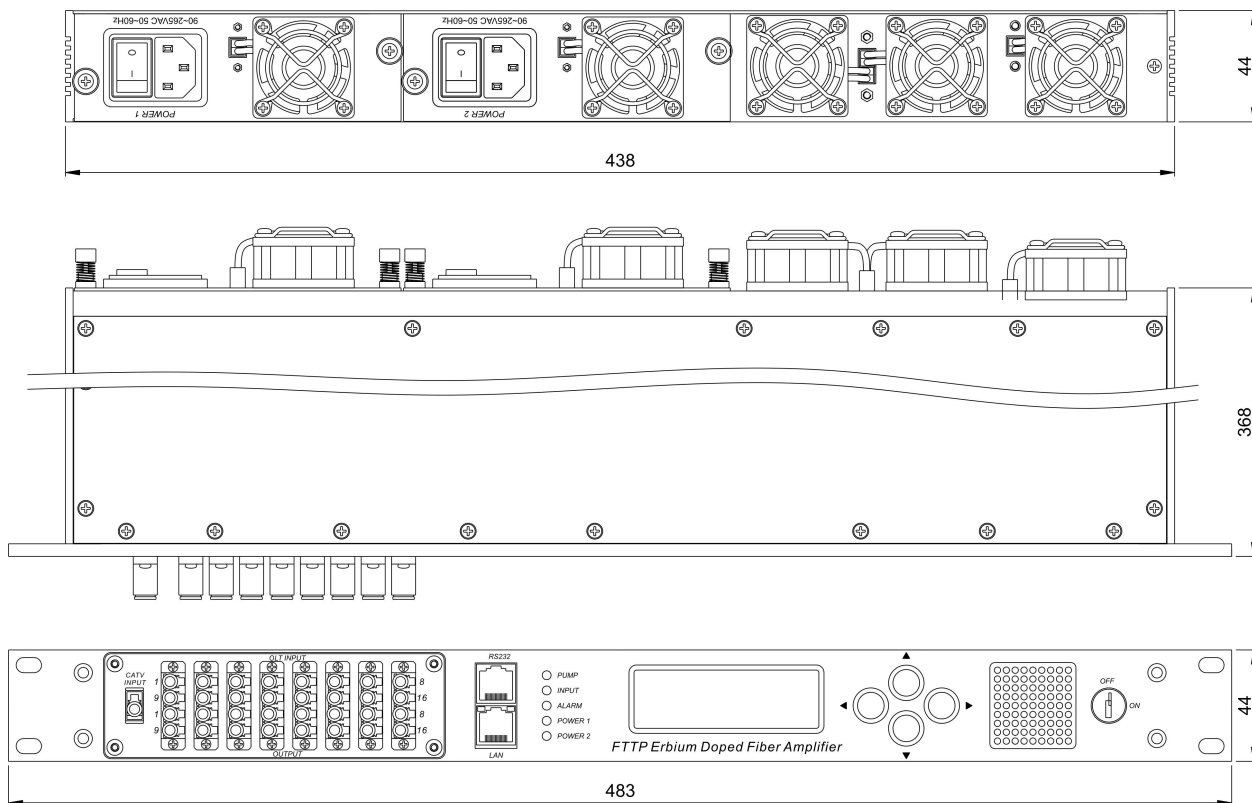 90~265VAC 50~60Hz
90~265VAC 50~60Hz
POWER 1
POWER 2
44
438
368
OLT INPUT
RS232
CATV
INPUT
1
8
9
16
1
8
9
16
OUTPUT
LAN
PUMP
INPUT
ALARM
POWER 1
POWER 2
FTTP Erbium Doped Fiber Amplifier
OFF
ON
44
483